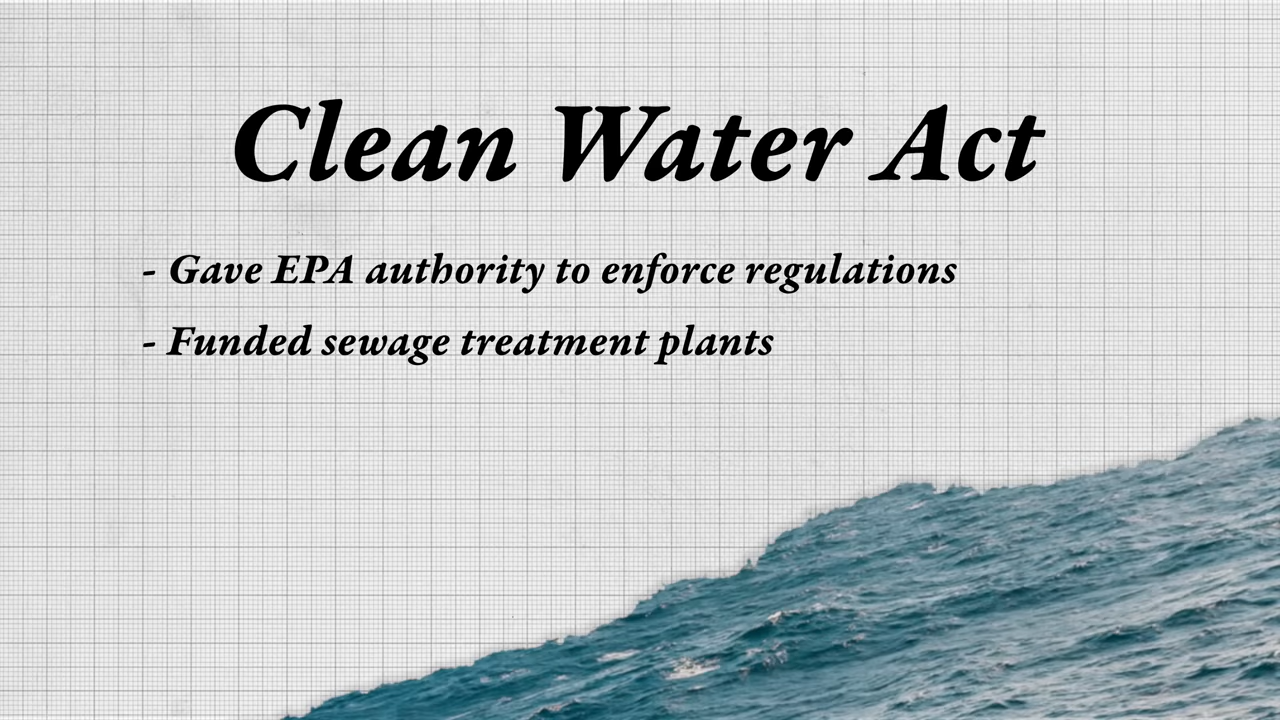 Clean Water Act
- Gave EPA authority to enforce regulations
- Funded sewage treatment plants